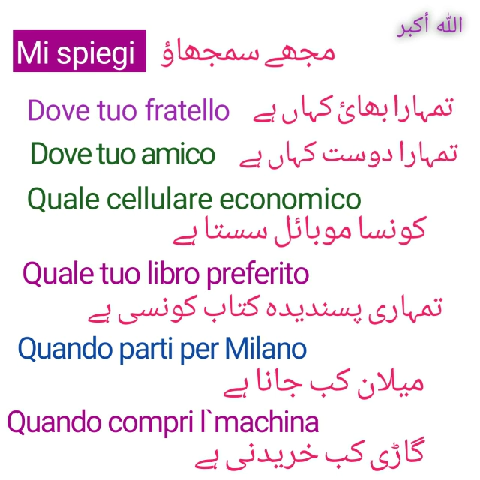 الله أكبر
Mi spiegi مجھے سمجھاؤ
Dove tuo fratello تمہارا بھائ کہاں ہے
Dove tuo amico تمہارا دوست کہاں ہے
Quale cellulare economico
کونسا موبائل سستا ہے
Quale tuo libro preferito
تمہاری پسندیدہ کتاب کونسی ہے
Quando parti per Milano
میلان کب جانا ہے
Quando compri l`machina
گاڑی کب خریدنی ہے